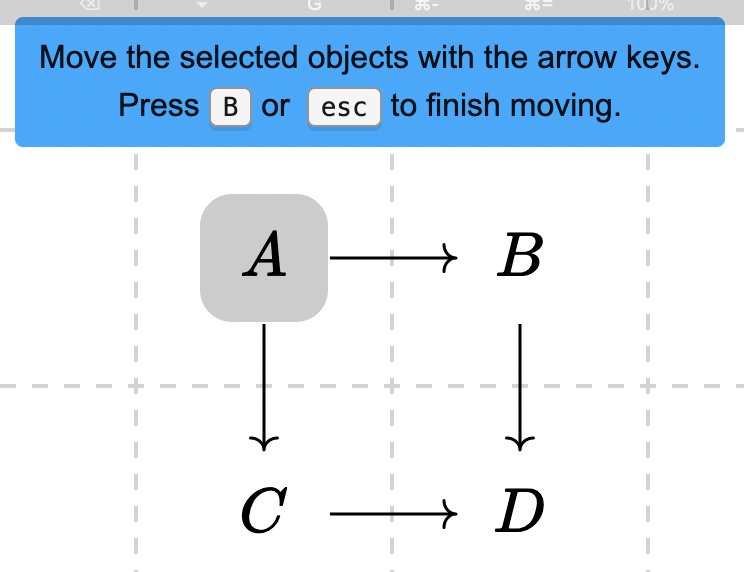 G ⌘- ⌘= 100%
Move the selected objects with the arrow keys.
Press B or esc to finish moving.
A B
C D